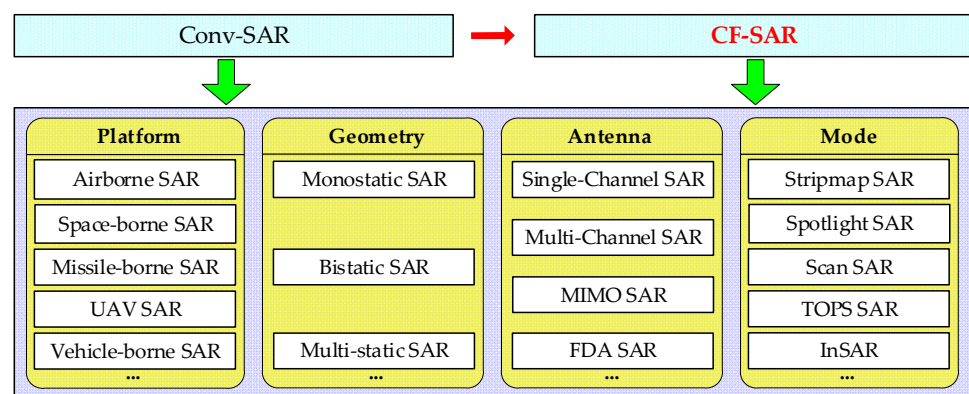 Conv-SAR
CF-SAR
Platform
Airborne SAR
Space-borne SAR
Missile-borne SAR
UAV SAR
Vehicle-borne SAR
...
Geometry
Monostatic SAR
Bistatic SAR
Multi-static SAR
...
Antenna
Single-Channel SAR
Multi-Channel SAR
MIMO SAR
FDA SAR
...
Mode
Stripmap SAR
Spotlight SAR
Scan SAR
TOPS SAR
InSAR
...